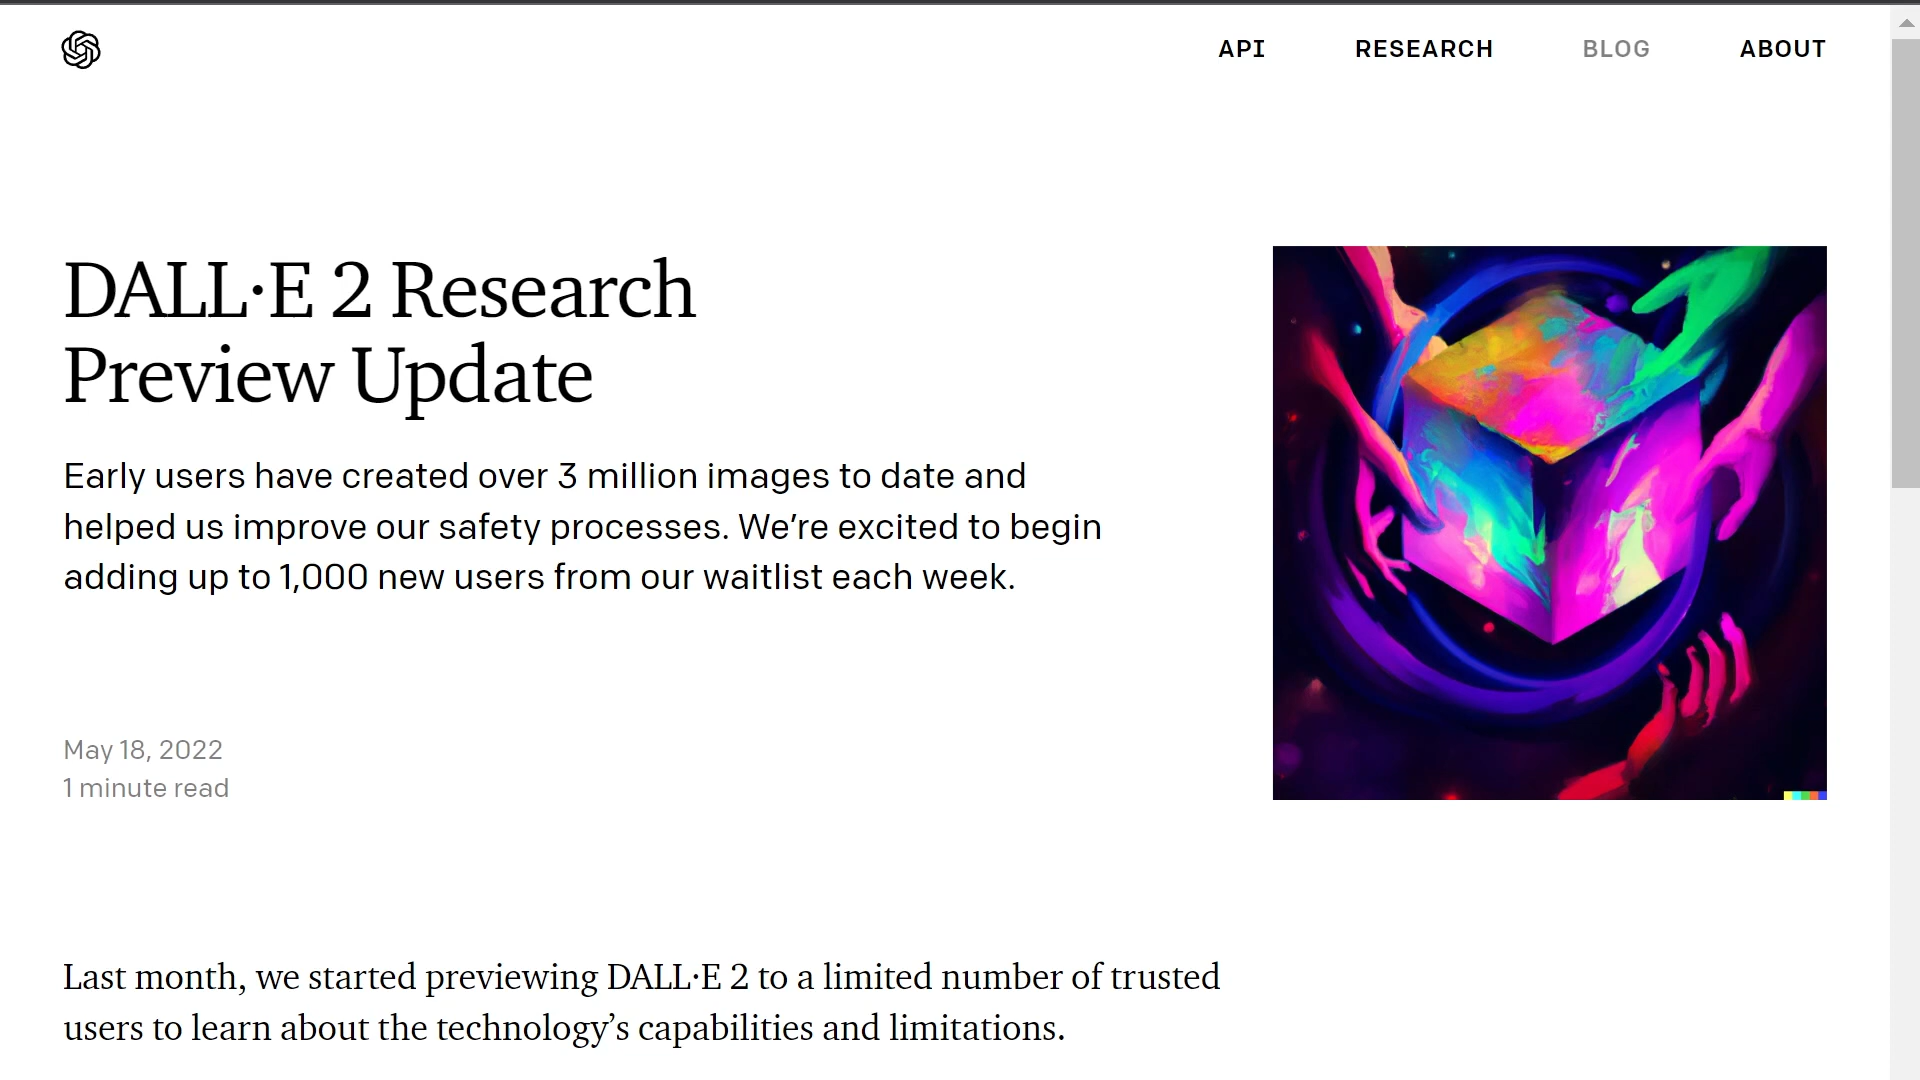 API RESEARCH BLOG ABOUT
DALL·E 2 Research
Preview Update
Early users have created over 3 million images to date and
helped us improve our safety processes. We’re excited to begin
adding up to 1,000 new users from our waitlist each week.
May 18, 2022
1 minute read
Last month, we started previewing DALL·E 2 to a limited number of trusted
users to learn about the technology’s capabilities and limitations.